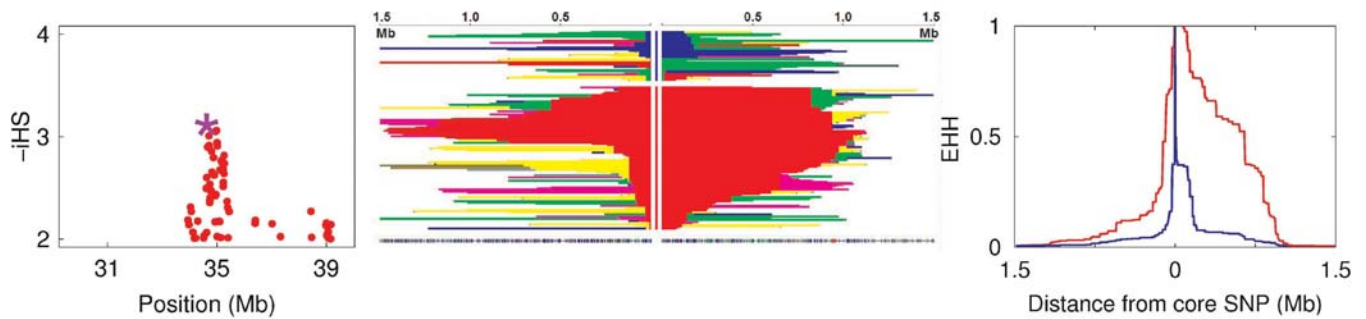 4
3
2
-iHS
31 35 39
Position (Mb)
1.5 1.0 0.5 0.5 1.0 1.5
Mb Mb
1
0.5
0
EHH
1.5 0 1.5
Distance from core SNP (Mb)